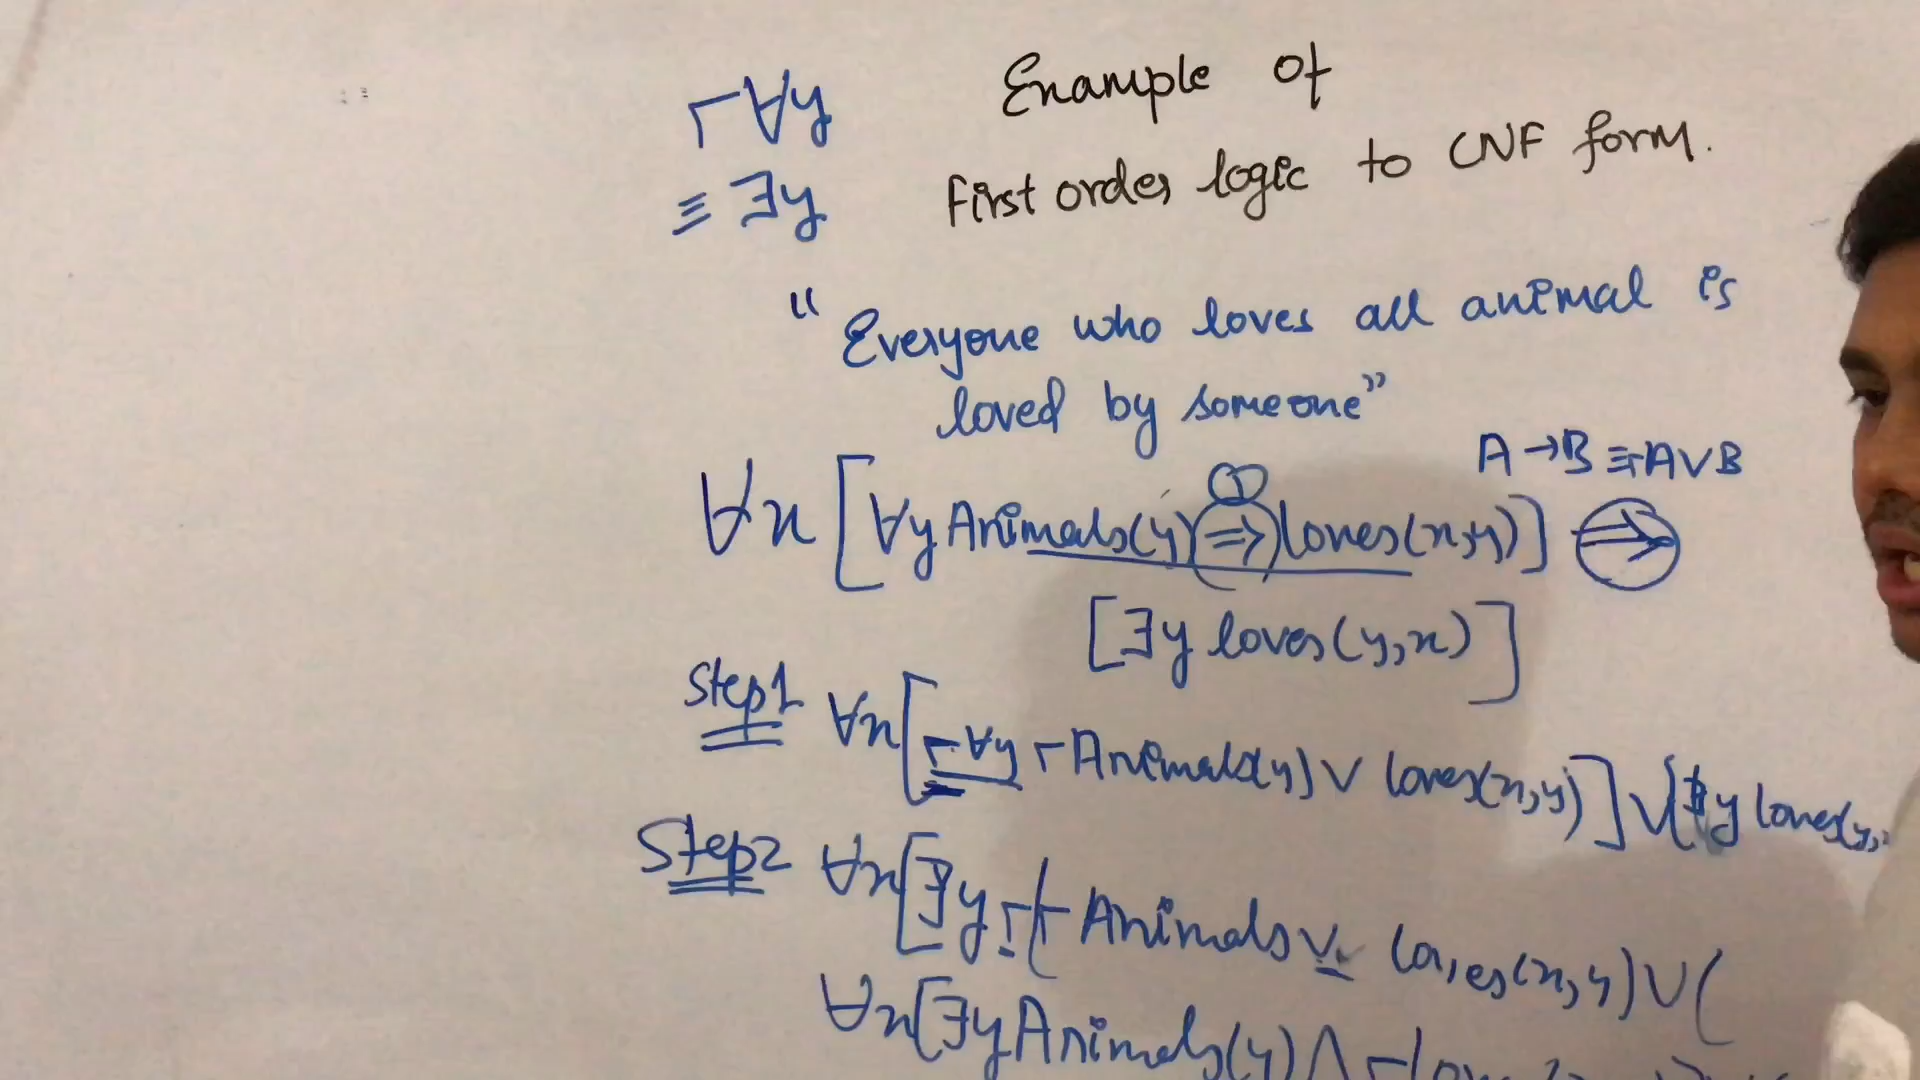 Example of
First order logic to CNF form.
¬∀y
≡ ∃y
"Everyone who loves all animal is
loved by someone"
A → B ≡ ¬A ∨ B
∀x [∀y Animals(y) ⇒ loves(x,y)] ⇒
[∃y loves(y,x)]
Step1 ∀x[¬∀y ¬Animals(y) ∨ loves(x,y)] ∨ [∃y loves(y,
Step2 ∀x[∃y ¬(¬Animals ∨ loves(x,y) ∨ (
∀x[∃y Animals(y) ∧ ¬